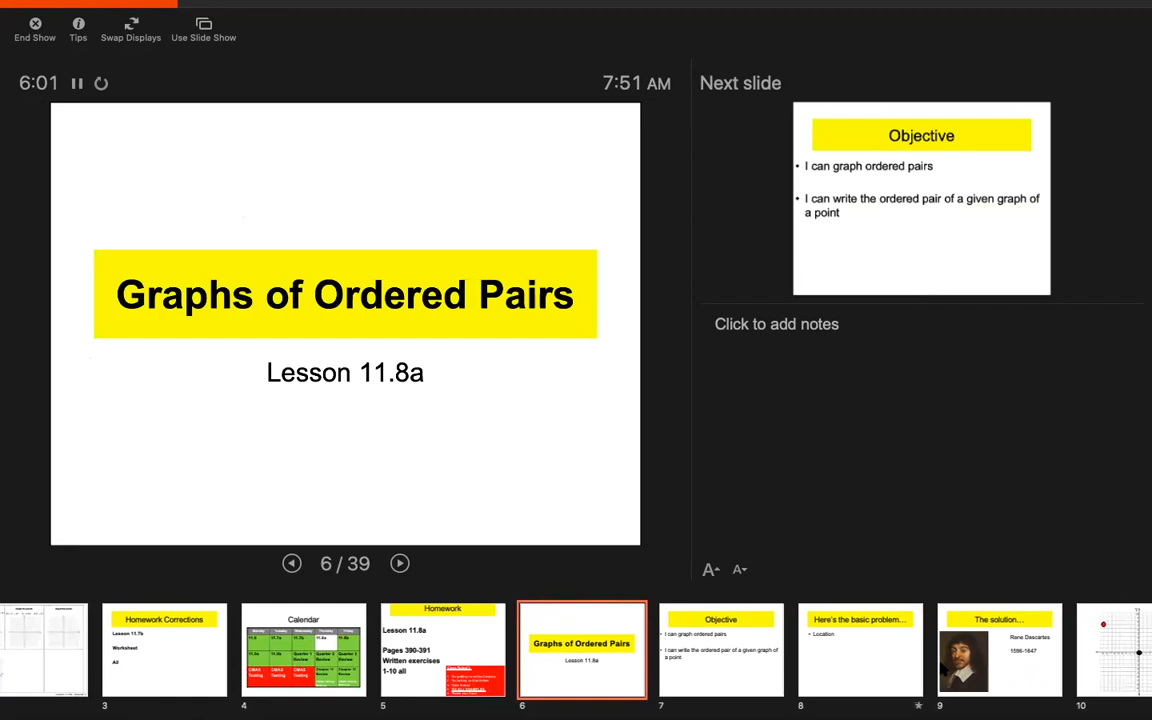 End Show
Tips
Swap Displays
Use Slide Show
6:01
7:51 AM
Next slide
Graphs of Ordered Pairs
Lesson 11.8a
Objective
• I can graph ordered pairs
• I can write the ordered pair of a given graph of
a point
Click to add notes
6 / 39
A
A
Homework Corrections
Lesson 11.7b
Worksheet
All
3
Calendar
4
Homework
Lesson 11.8a
Pages 390-391
Written exercises
1-10 all
5
Graphs of Ordered Pairs
Lesson 11.8a
6
Objective
• I can graph ordered pairs
• I can write the ordered pair of a given graph of
a point
7
Here's the basic problem…
• Location
8
The solution…
Rene Descartes
1596-1647
9
10